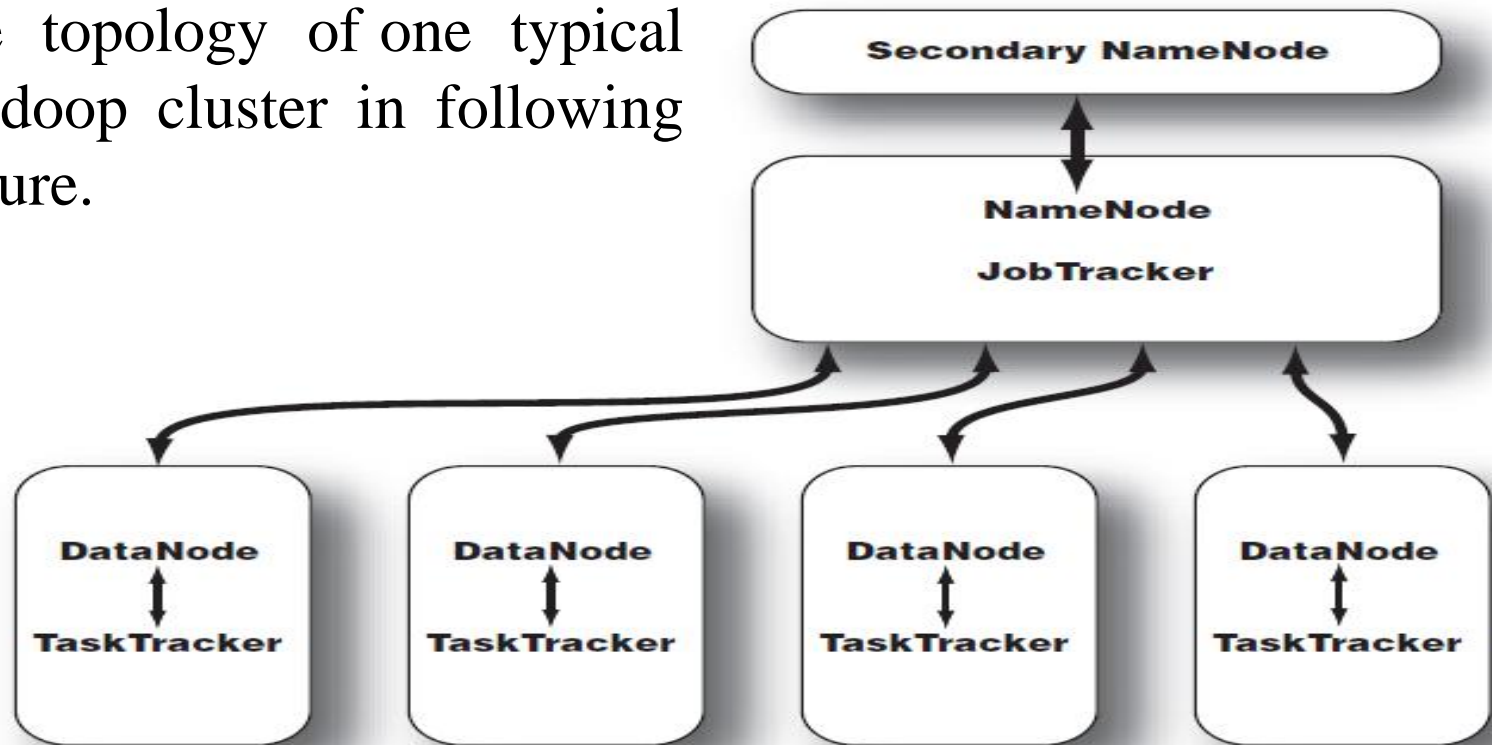 e topology of one typical
doop cluster in following
ure.
Secondary NameNode
NameNode
JobTracker
DataNode DataNode DataNode DataNode
TaskTracker TaskTracker TaskTracker TaskTracker